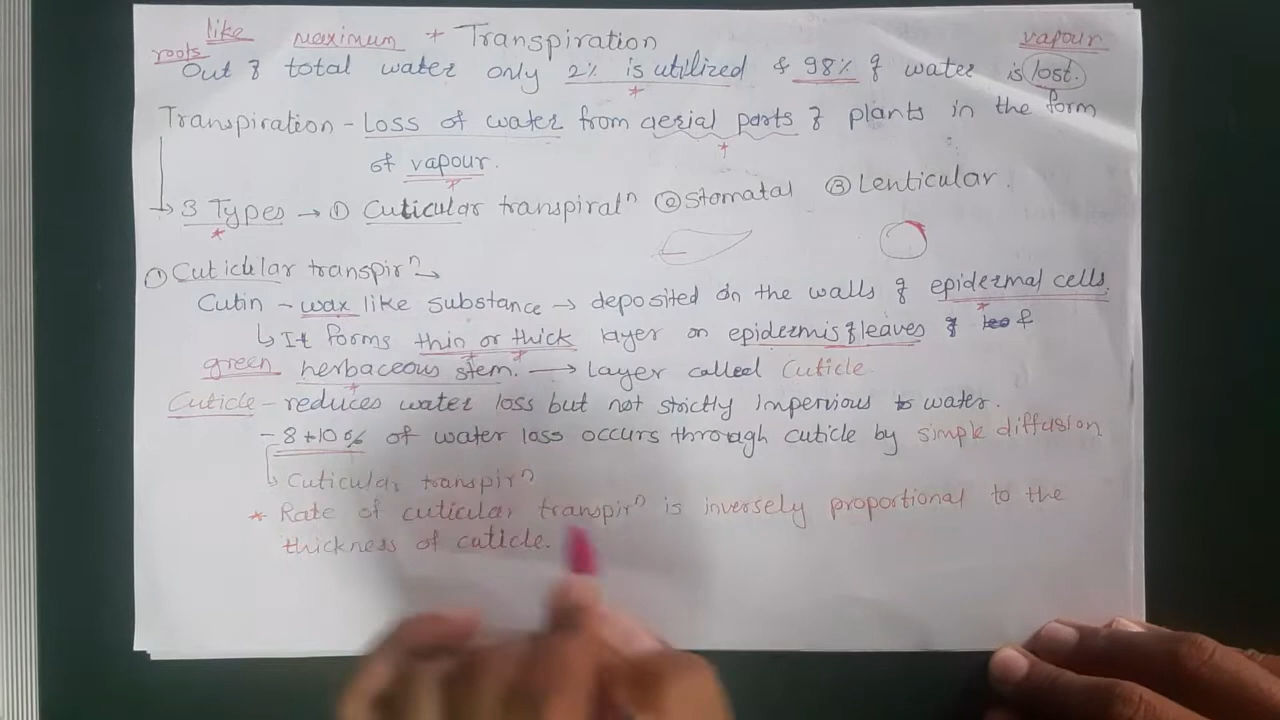 like maximum + Transpiration vapour
roots
Out of total water only 2% is utilized & 98% of water is lost.
Transpiration - Loss of water from aerial parts of plants in the form
of vapour.
3 Types → ① Cuticular transpiratⁿ ② Stomatal ③ Lenticular.
① Cuticular transpirⁿ →
Cutin - wax like substance → deposited on the walls of epidermal cells.
↳ It forms thin or thick layer on epidermis of leaves of &
green herbaceous stem. → Layer called Cuticle
Cuticle - reduces water loss but not strictly impervious to water.
- 8 to 10% of water loss occurs through cuticle by simple diffusion
↳ Cuticular transpirⁿ
* Rate of cuticular transpirⁿ is inversely proportional to the
thickness of cuticle.